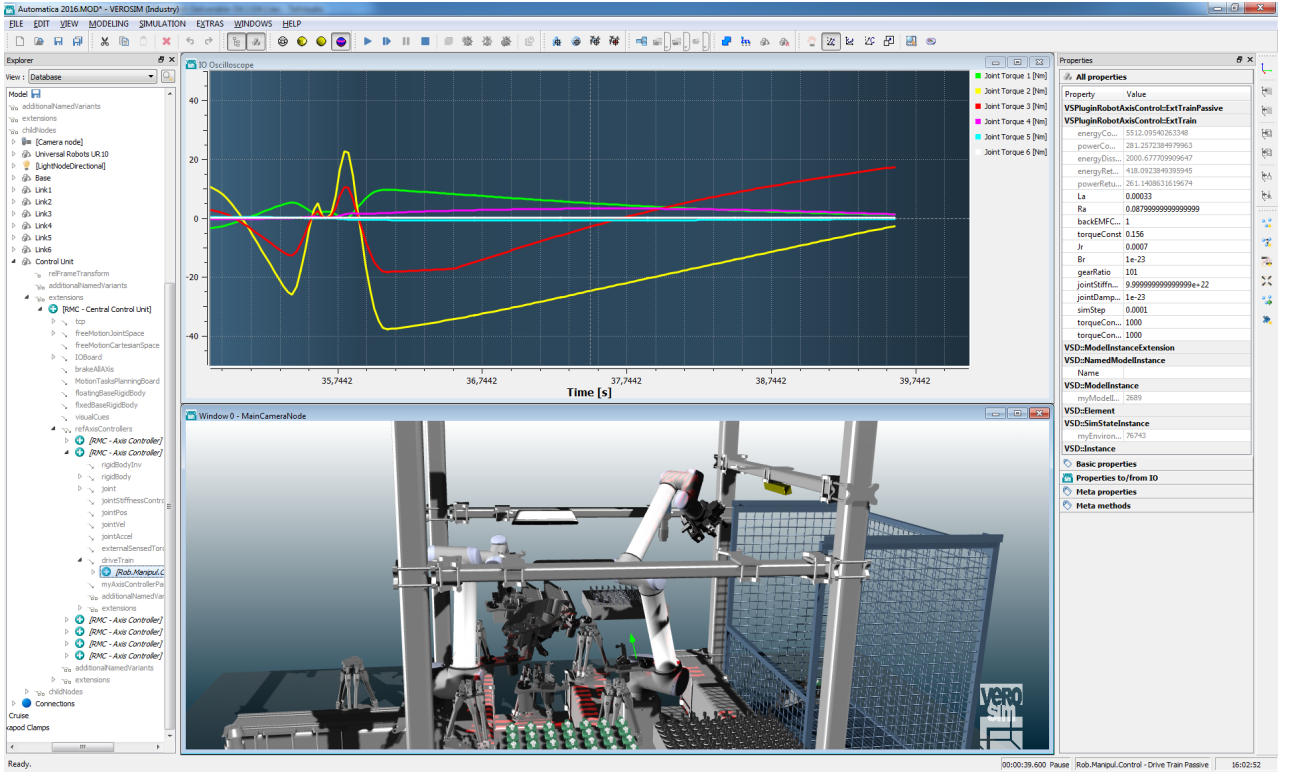 Automatica 2016.MOD* - VEROSIM (Industry)
FILE EDIT VIEW MODELING SIMULATION EXTRAS WINDOWS HELP
Explorer
View : Database
Model
additionalNamedVariants
extensions
childNodes
[Camera node]
Universal Robots UR10
[LightNodeDirectional]
Base
Link1
Link2
Link3
Link4
Link5
Link6
Control Unit
relFrameTransform
additionalNamedVariants
extensions
[RMC - Central Control Unit]
tcp
freeMotionJointSpace
freeMotionCartesianSpace
IOBoard
brakeAllAXis
MotionTasksPlanningBoard
floatingBaseRigidBody
fixedBaseRigidBody
visualCues
refAxisControllers
[RMC - Axis Controller]
[RMC - Axis Controller]
rigidBodyInv
rigidBody
joint
jointStiffnessContro
jointPos
jointVel
jointAccel
externalSensedTorq
driveTrain
[Rob.Manipul.C
myAxisControllerPa
additionalNamedVar
extensions
[RMC - Axis Controller]
[RMC - Axis Controller]
[RMC - Axis Controller]
[RMC - Axis Controller]
additionalNamedVariants
extensions
childNodes
Connections
Cruise
xapod Clamps
Ready.
IO Oscilloscope
40
20
0
-20
-40
35,7442 36,7442 37,7442 38,7442 39,7442
Time [s]
Joint Torque 1 [Nm]
Joint Torque 2 [Nm]
Joint Torque 3 [Nm]
Joint Torque 4 [Nm]
Joint Torque 5 [Nm]
Joint Torque 6 [Nm]
Window 0 - MainCameraNode
vero
sim
Properties
All properties
Property Value
VSPluginRobotAxisControl::ExtTrainPassive
VSPluginRobotAxisControl::ExtTrain
energyCo... 5512.09540263348
powerCo... 281.2572384979963
energyDiss... 2000.677709909647
energyRet... 418.0923849395945
powerRetu... 261.1408631619674
La 0.00033
Ra 0.08799999999999999
backEMFC... 1
torqueConst 0.156
Jr 0.0007
Br 1e-23
gearRatio 101
jointStiffn... 9.999999999999999e+22
jointDamp... 1e-23
simStep 0.0001
torqueCon... 1000
torqueCon... 1000
VSD::ModelInstanceExtension
VSD::NamedModelInstance
Name
VSD::ModelInstance
myModelI... 2689
VSD::Element
VSD::SimStateInstance
myEnviron... 76743
VSD::Instance
Basic properties
Properties to/from IO
Meta properties
Meta methods
00:00:39.600 Pause Rob.Manipul.Control - Drive Train Passive 16:02:52